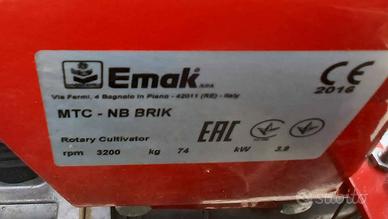 Emak s.p.a.
Via Fermi, 4 Bagnolo in Piano - 42011 (RE) - Italy
CE
2016
MTC - NB BRIK
EAC
Rotary Cultivator
rpm 3200 kg 74 kW 3.9
subito